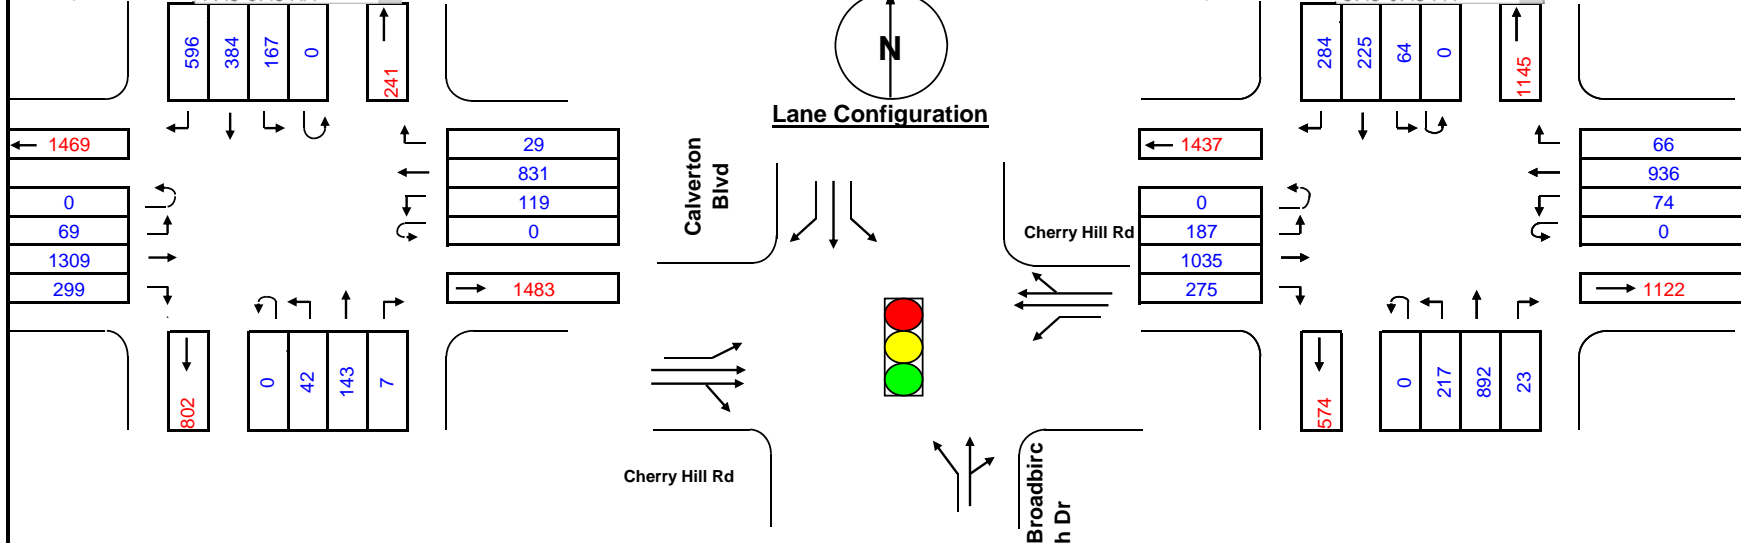 596 384 167 0 241
N
284 225 64 0 1145
Lane Configuration
1469
29
831
119
0
0
69
1309
299
1483
802
0 42 143 7
Calverton
Blvd
Cherry Hill Rd
Cherry Hill Rd
Broadbirc
h Dr
1437
66
936
74
0
0
187
1035
275
1122
574
0 217 892 23